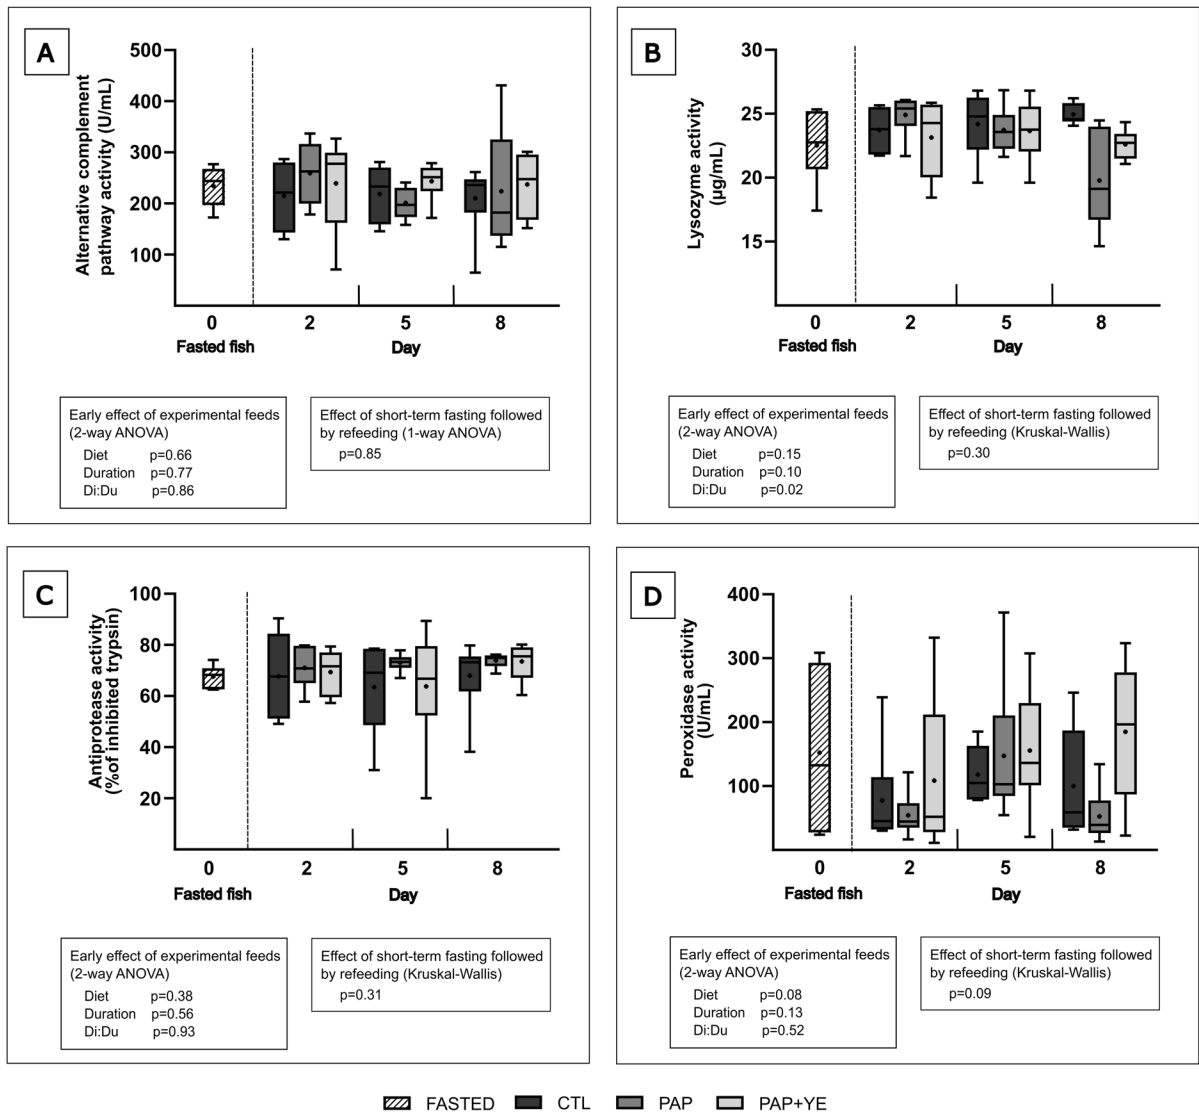 A
Alternative complement
pathway activity (U/mL)
500
400
300
200
100
0
2
5
8
Fasted fish
Day
Early effect of experimental feeds
(2-way ANOVA)
Diet p=0.66
Duration p=0.77
Di:Du p=0.86
Effect of short-term fasting followed
by refeeding (1-way ANOVA)
p=0.85
B
Lysozyme activity
(µg/mL)
30
25
20
15
0
2
5
8
Fasted fish
Day
Early effect of experimental feeds
(2-way ANOVA)
Diet p=0.15
Duration p=0.10
Di:Du p=0.02
Effect of short-term fasting followed
by refeeding (Kruskal-Wallis)
p=0.30
C
Antiprotease activity
(%of inhibited trypsin)
100
80
60
40
20
0
2
5
8
Fasted fish
Day
Early effect of experimental feeds
(2-way ANOVA)
Diet p=0.38
Duration p=0.56
Di:Du p=0.93
Effect of short-term fasting followed
by refeeding (Kruskal-Wallis)
p=0.31
D
Peroxidase activity
(U/mL)
400
300
200
100
0
2
5
8
Fasted fish
Day
Early effect of experimental feeds
(2-way ANOVA)
Diet p=0.08
Duration p=0.13
Di:Du p=0.52
Effect of short-term fasting followed
by refeeding (Kruskal-Wallis)
p=0.09
FASTED CTL PAP PAP+YE